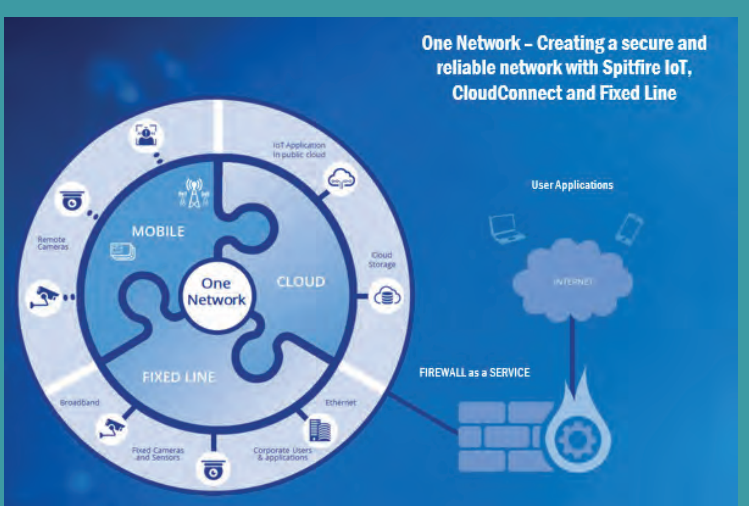 One Network – Creating a secure and
reliable network with Spitfire IoT,
CloudConnect and Fixed Line
IoT Application
in public cloud
User Applications
MOBILE
Remote
Cameras
Cloud
Storage
CLOUD
One
Network
INTERNET
FIXED LINE
FIREWALL as a SERVICE
Broadband
Ethernet
Fixed Cameras
and Sensors
Corporate Users
& applications